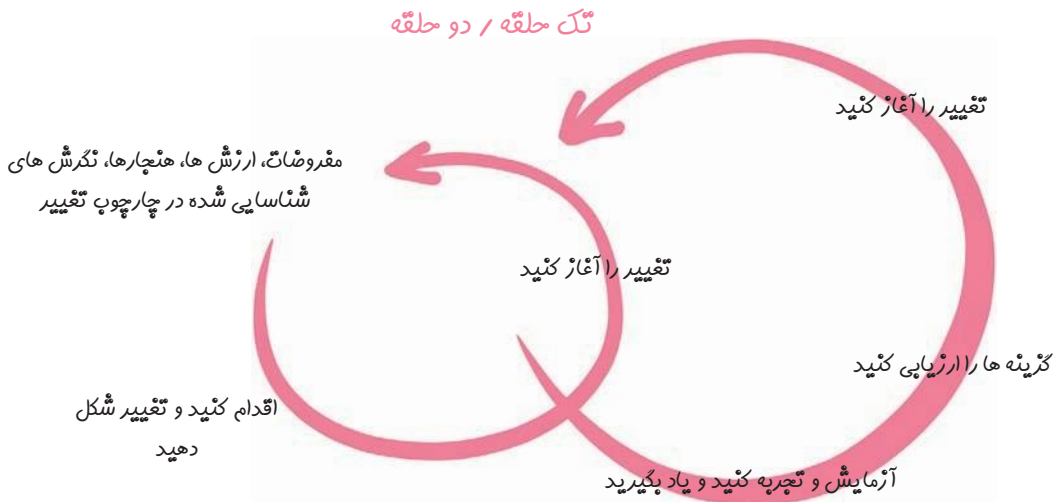 تک حلقه / دو حلقه
تغییر را آغاز کنید
مفروضات، ارزش ها، هنجارها، نگرش های
شناسایی شده در چارچوب تغییر
تغییر را آغاز کنید
گزینه ها را ارزیابی کنید
اقدام کنید و تغییر شکل
دهید
آزمایش و تجربه کنید و یاد بگیرید